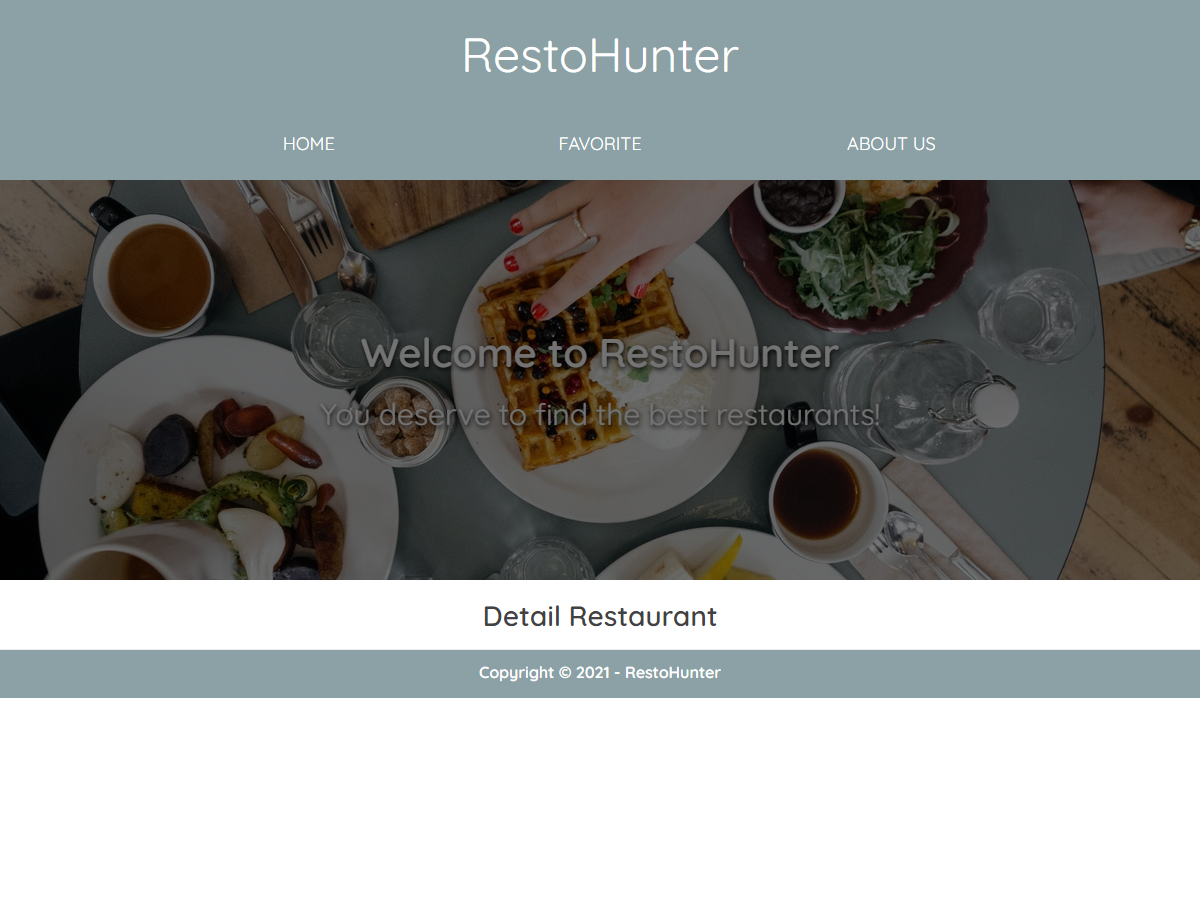 RestoHunter
HOME FAVORITE ABOUT US
Welcome to RestoHunter
You deserve to find the best restaurants!
Detail Restaurant
Copyright © 2021 - RestoHunter